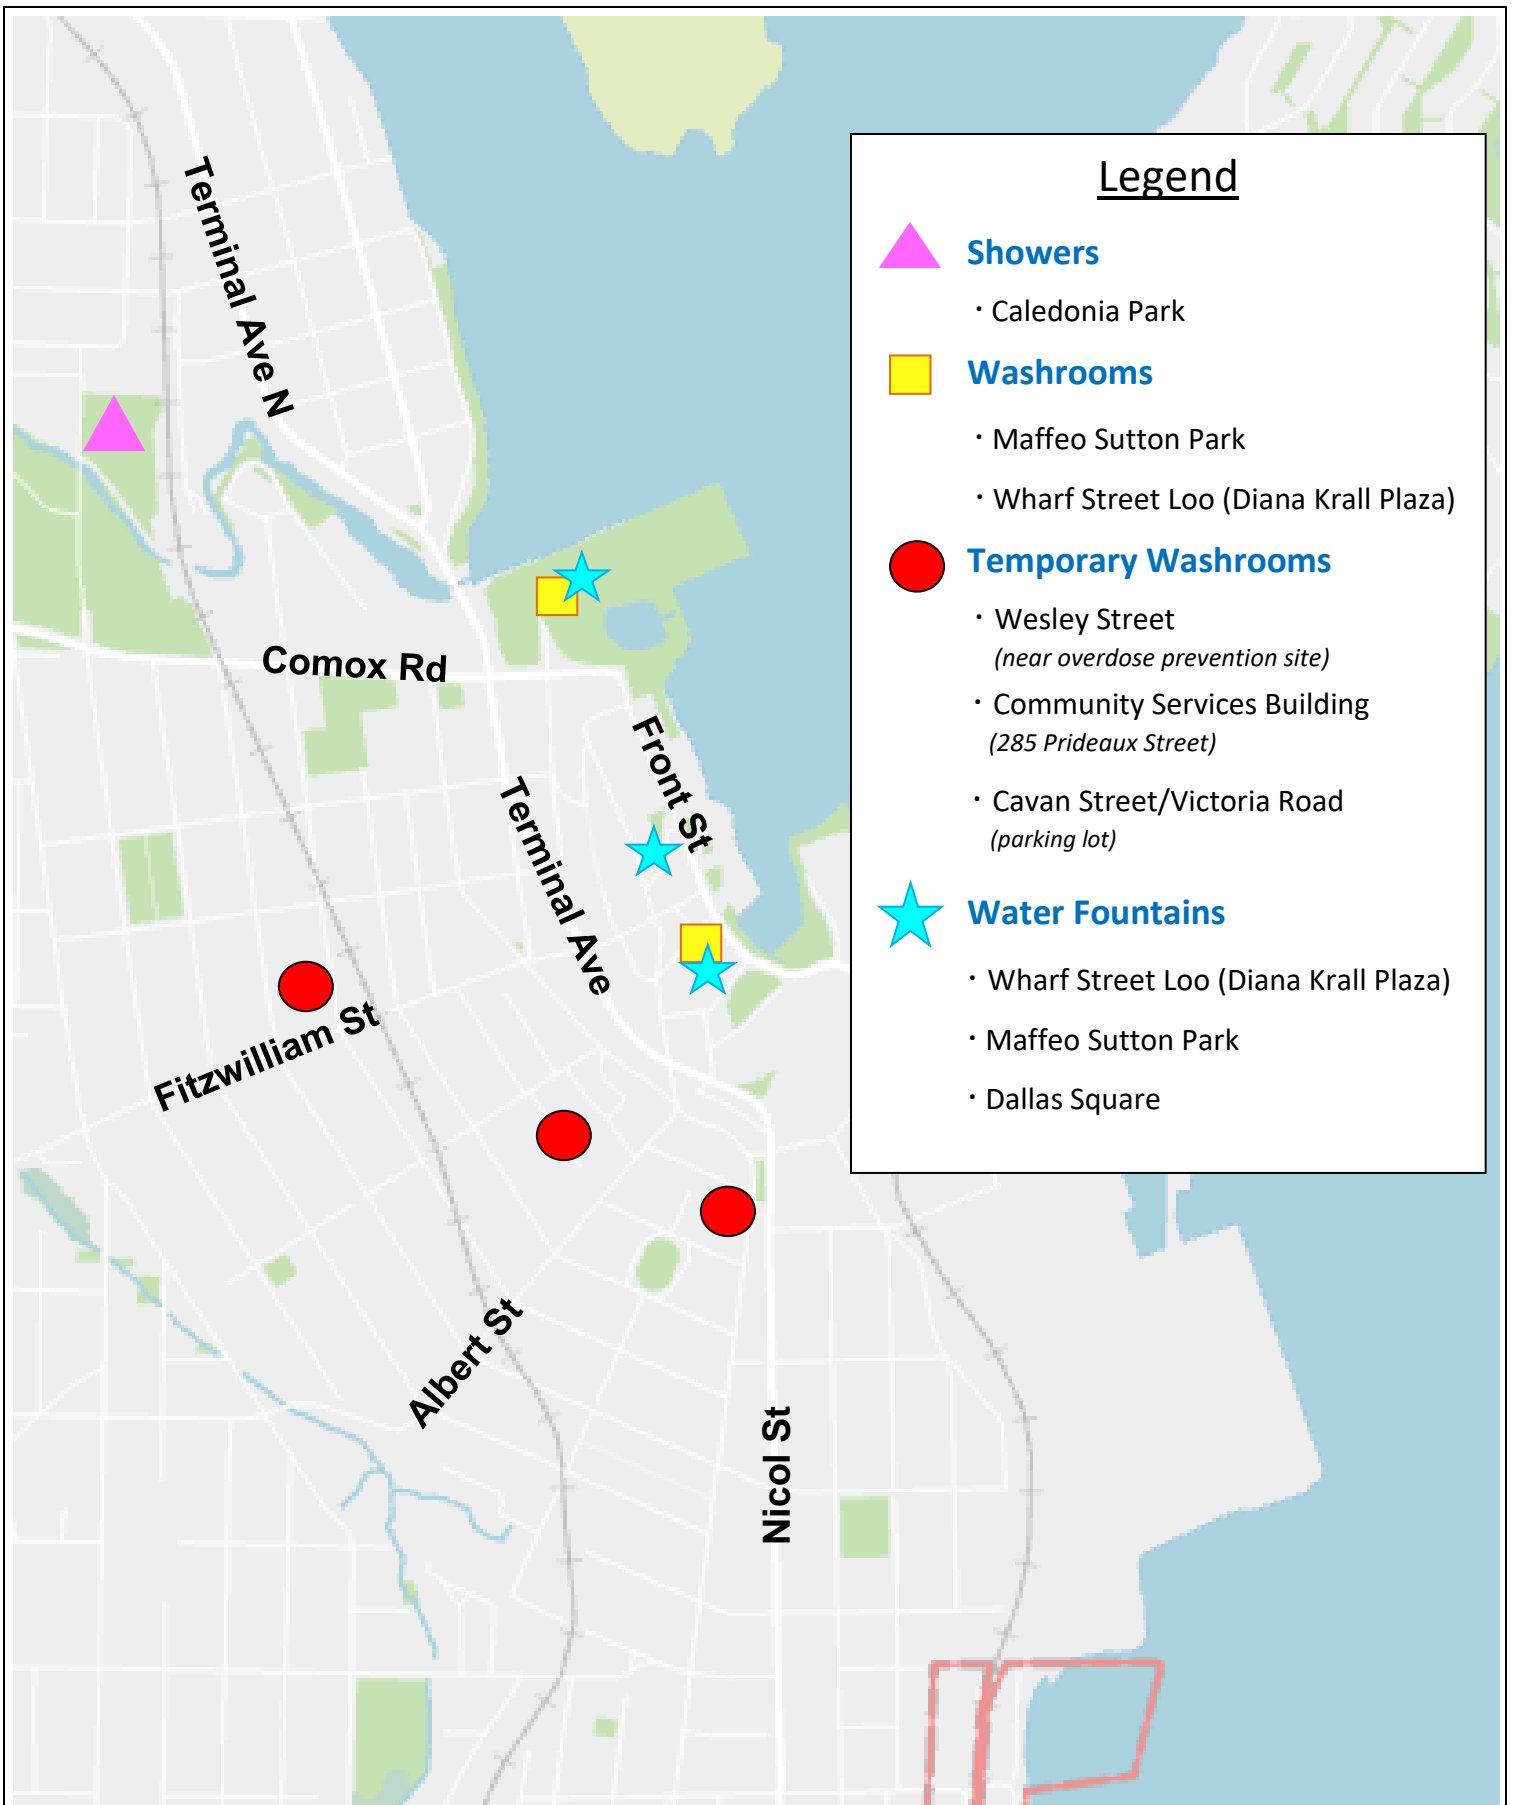 Terminal Ave N
Comox Rd
Front St
Terminal Ave
Fitzwilliam St
Albert St
Nicol St
Legend
Showers
· Caledonia Park
Washrooms
· Maffeo Sutton Park
· Wharf Street Loo (Diana Krall Plaza)
Temporary Washrooms
· Wesley Street
(near overdose prevention site)
· Community Services Building
(285 Prideaux Street)
· Cavan Street/Victoria Road
(parking lot)
Water Fountains
· Wharf Street Loo (Diana Krall Plaza)
· Maffeo Sutton Park
· Dallas Square